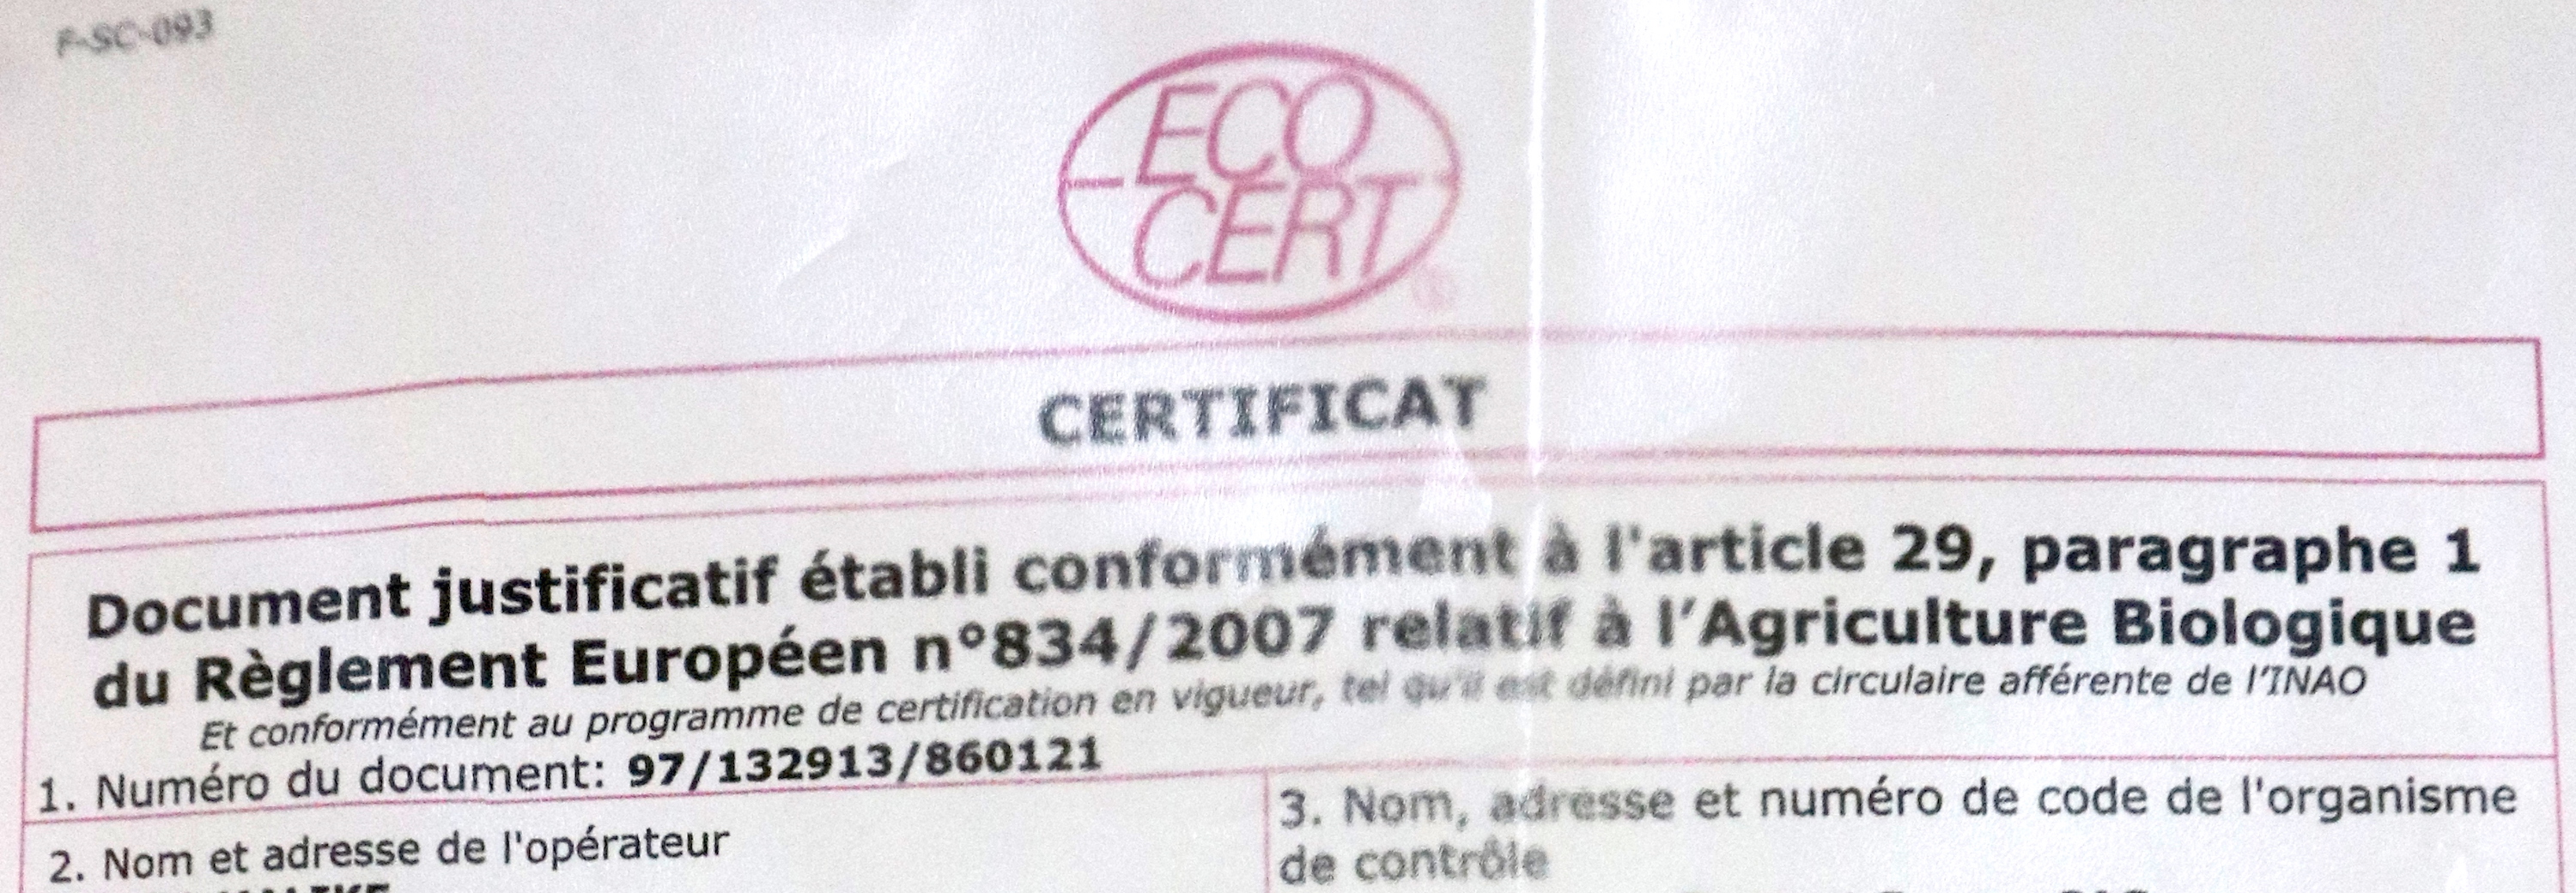 F-SC-093
ECO
CERT
®
CERTIFICAT
Document justificatif établi conformément à l'article 29, paragraphe 1
du Règlement Européen n°834/2007 relatif à l’Agriculture Biologique
Et conformément au programme de certification en vigueur, tel qu'il est défini par la circulaire afférente de l’INAO
1. Numéro du document: 97/132913/860121
2. Nom et adresse de l'opérateur
3. Nom, adresse et numéro de code de l'organisme
de contrôle